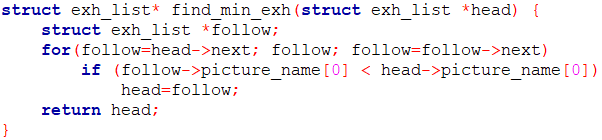 struct exh_list* find_min_exh(struct exh_list *head) {
    struct exh_list *follow;
    for(follow=head->next; follow; follow=follow->next)
        if (follow->picture_name[0] < head->picture_name[0])
            head=follow;
    return head;
}